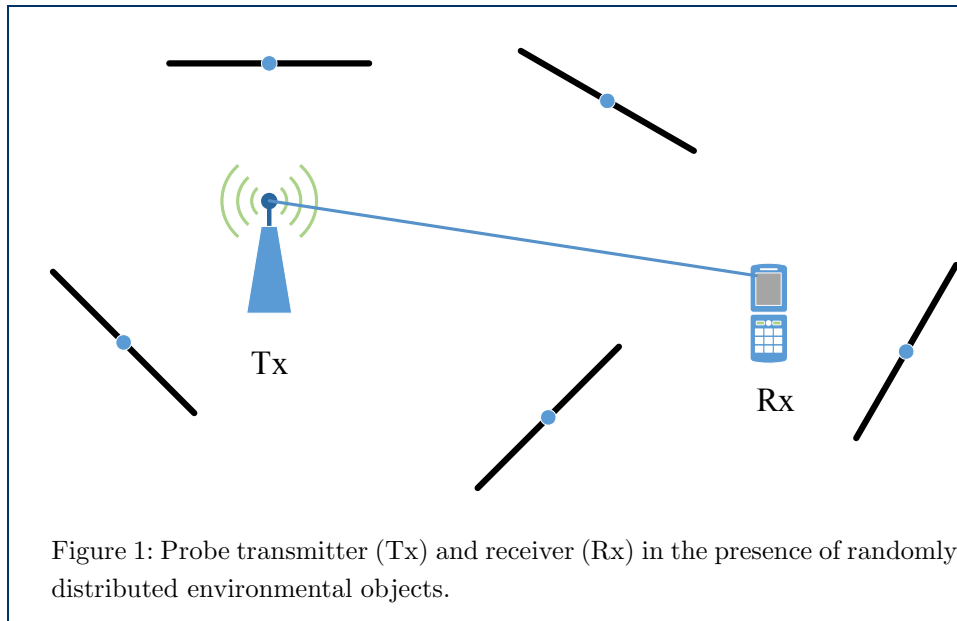 Tx
Rx
Figure 1: Probe transmitter (Tx) and receiver (Rx) in the presence of randomly
distributed environmental objects.